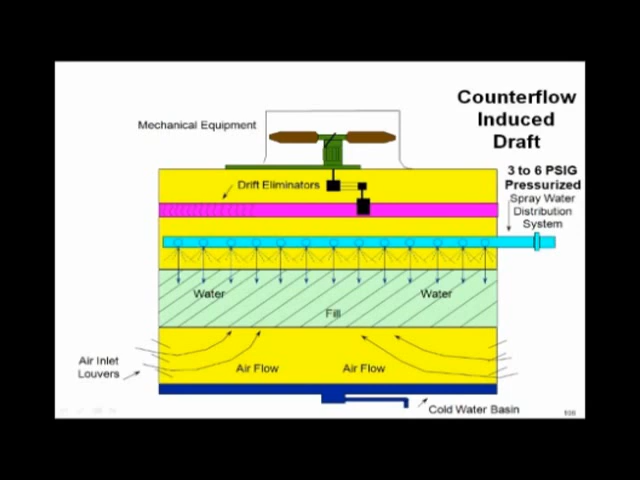 Counterflow
Induced
Draft
Mechanical Equipment
3 to 6 PSIG
Pressurized
Spray Water
Distribution
System
Drift Eliminators
Water
Water
Fill
Air Inlet
Louvers
Air Flow
Air Flow
Cold Water Basin